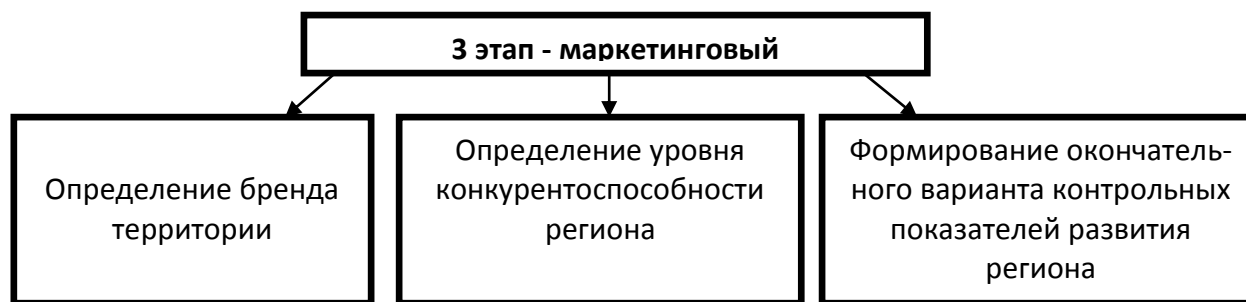 3 этап - маркетинговый
Определение бренда
территории
Определение уровня
конкурентоспособности
региона
Формирование окончатель-
ного варианта контрольных
показателей развития
региона